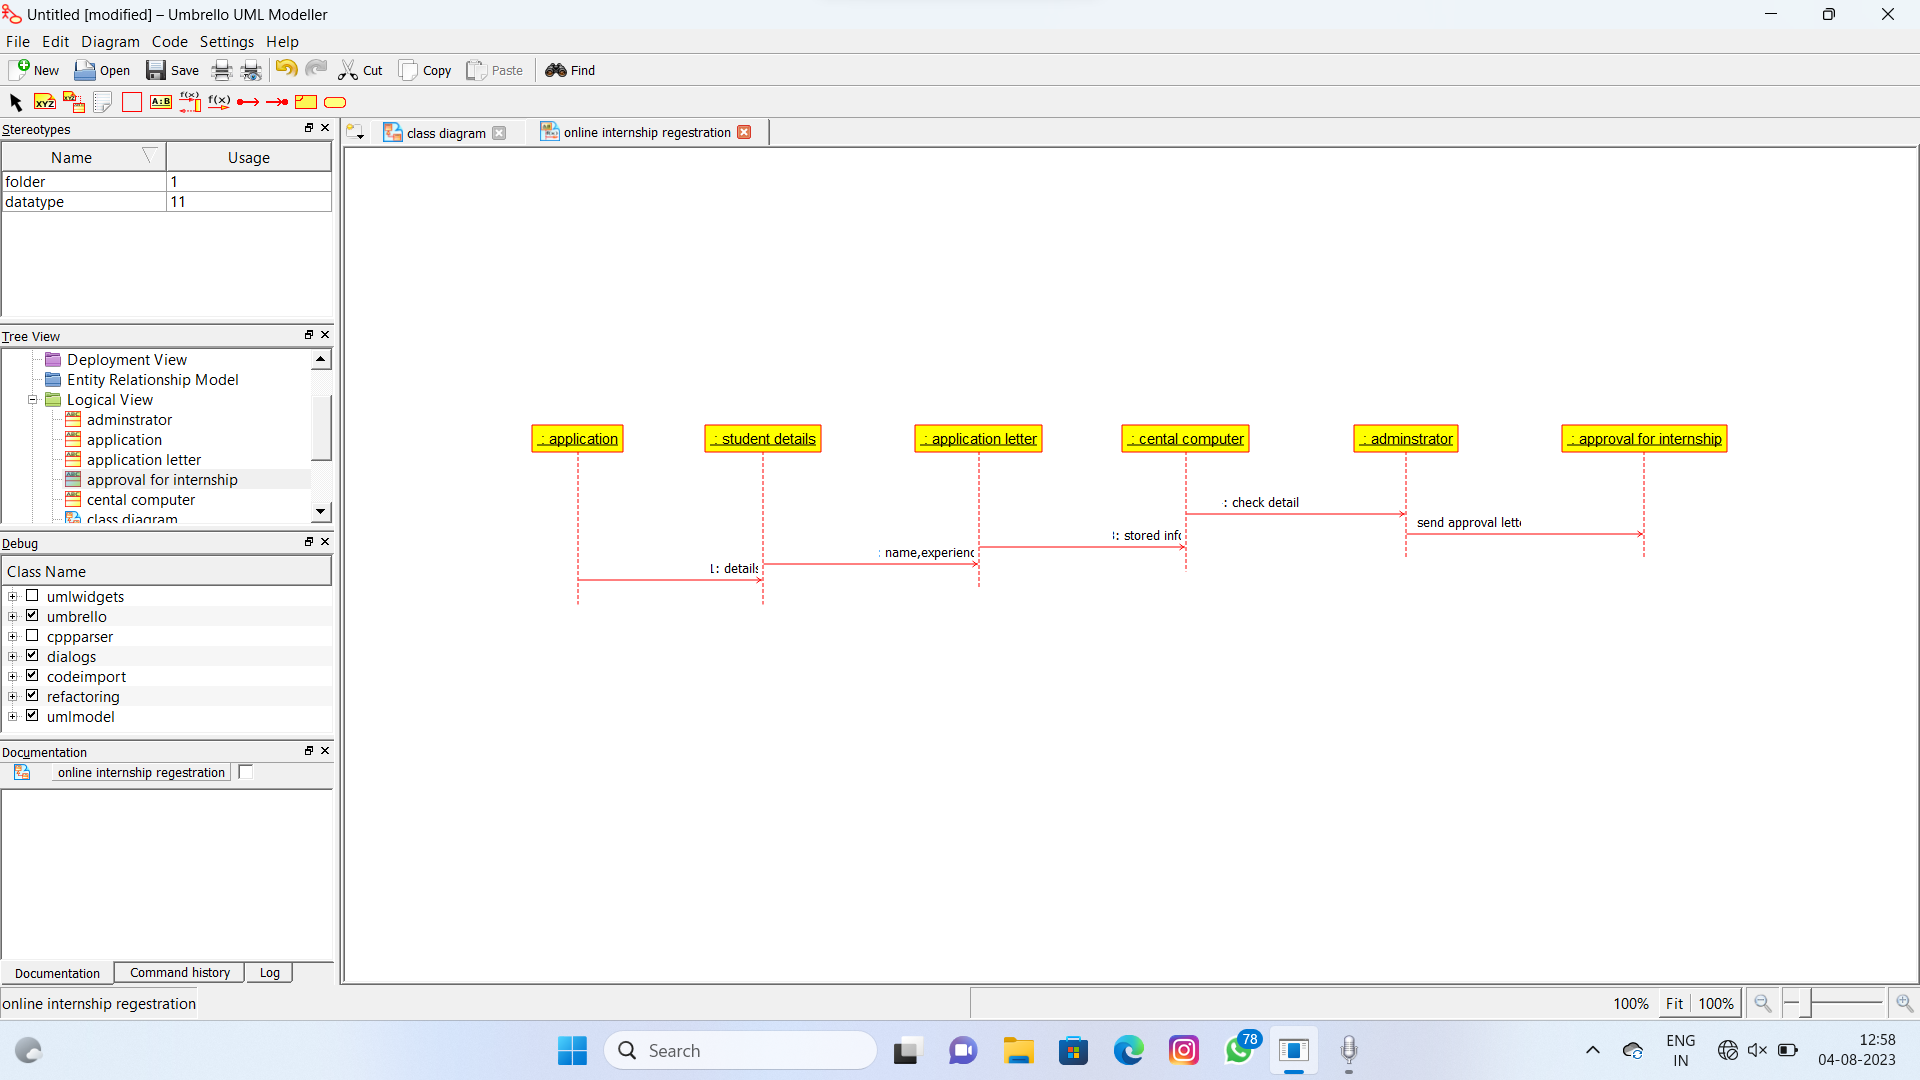 Untitled [modified] – Umbrello UML Modeller
File Edit Diagram Code Settings Help
New Open Save Cut Copy Paste Find
XYZ XYZ A:B f(x) f(x)
Stereotypes
class diagram
online internship regestration
Name Usage
folder 1
datatype 11
Tree View
Deployment View
Entity Relationship Model
Logical View
adminstrator
application
application letter
approval for internship
cental computer
class diagram
: application
: student details
: application letter
: cental computer
: adminstrator
: approval for internship
: check detail
send approval lette
: stored info
: name,experienc
1: details
Debug
Class Name
umlwidgets
umbrello
cppparser
dialogs
codeimport
refactoring
umlmodel
Documentation
online internship regestration
Documentation Command history Log
online internship regestration
100% Fit 100%
Search
78
ENG
IN
12:58
04-08-2023